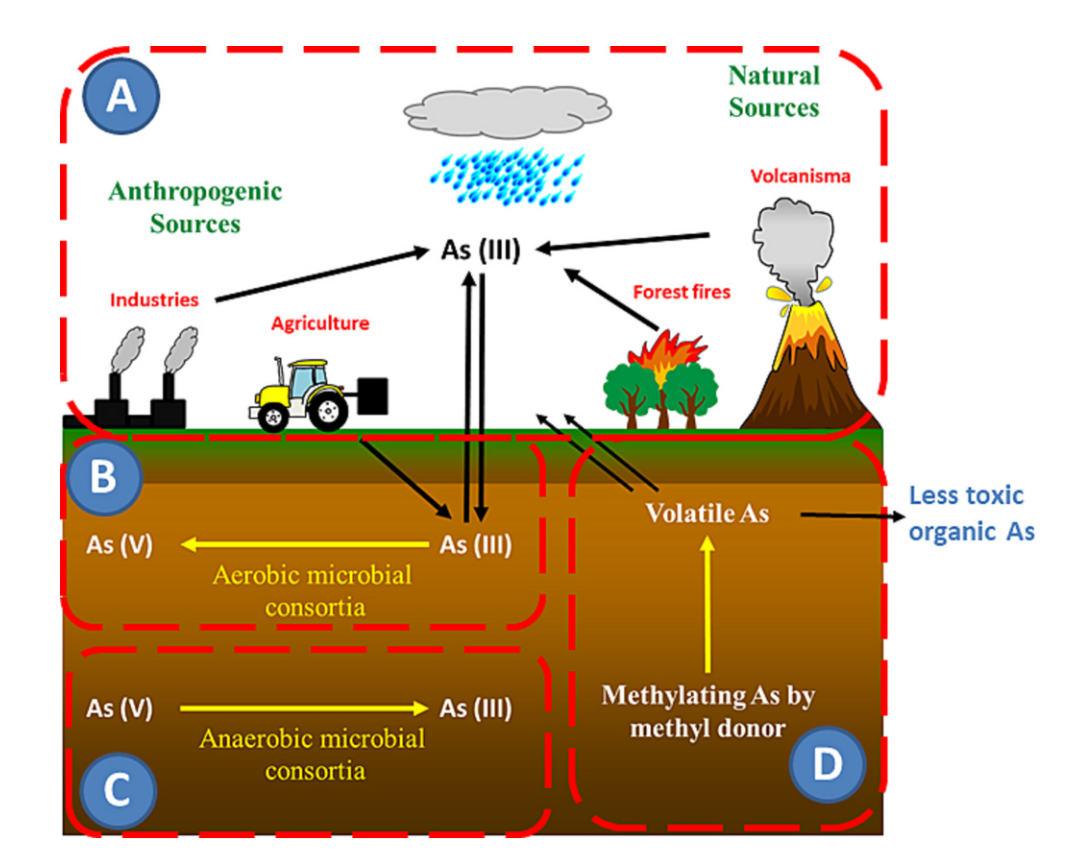 A
Natural
Sources
Volcanisma
Anthropogenic
Sources
As (III)
Industries
Forest fires
Agriculture
B
Volatile As
Less toxic
organic As
As (V)
As (III)
Aerobic microbial
consortia
As (V)
As (III)
Anaerobic microbial
consortia
Methylating As by
methyl donor
C
D